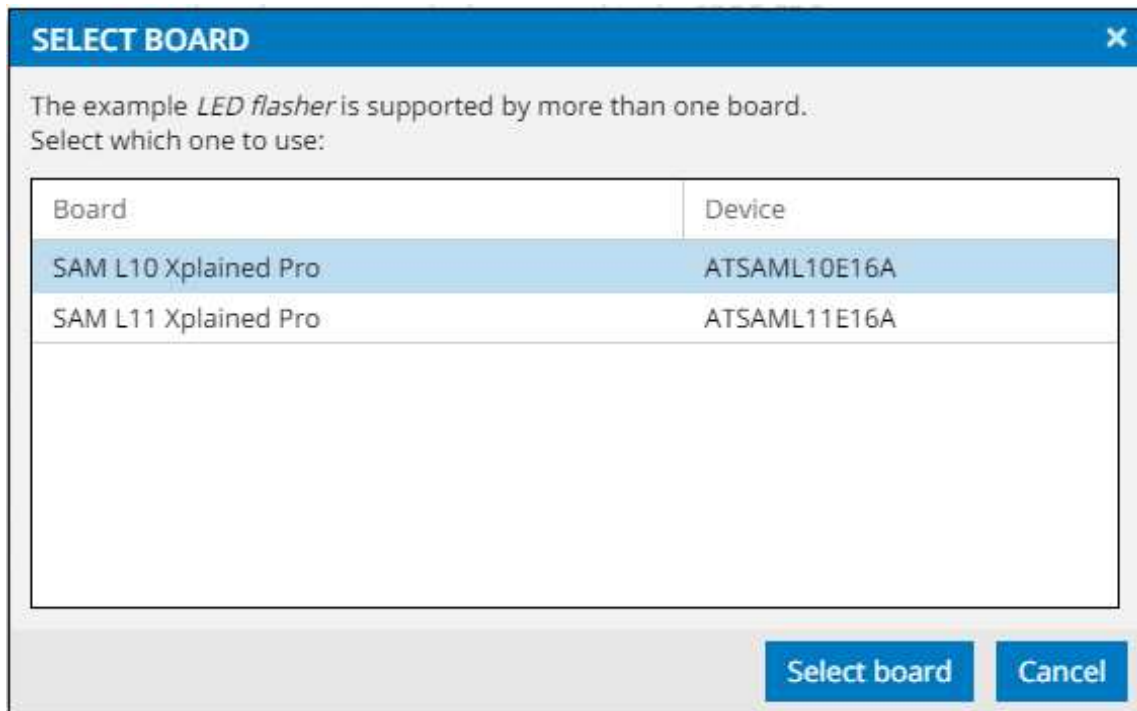 SELECT BOARD
The example LED flasher is supported by more than one board.
Select which one to use:
Board Device
SAM L10 Xplained Pro ATSAML10E16A
SAM L11 Xplained Pro ATSAML11E16A
Select board Cancel